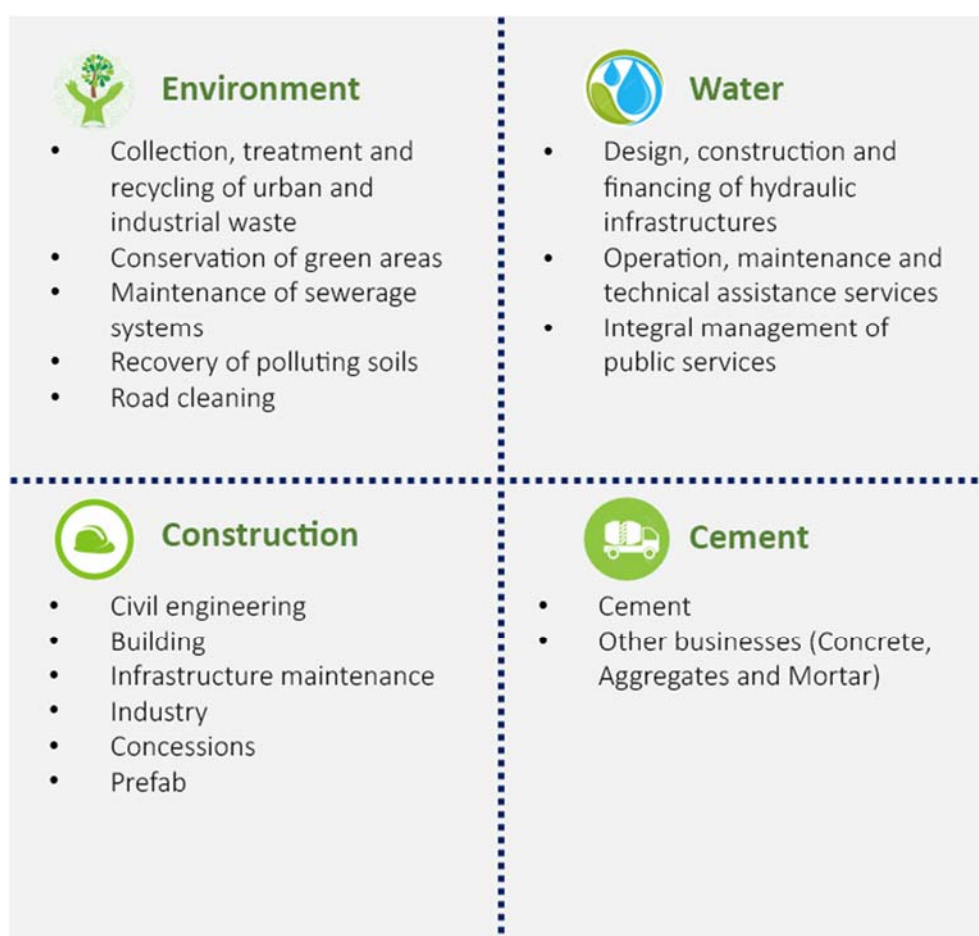 Environment
• Collection, treatment and
recycling of urban and
industrial waste
• Conservation of green areas
• Maintenance of sewerage
systems
• Recovery of polluting soils
• Road cleaning
Water
• Design, construction and
financing of hydraulic
infrastructures
• Operation, maintenance and
technical assistance services
• Integral management of
public services
Construction
• Civil engineering
• Building
• Infrastructure maintenance
• Industry
• Concessions
• Prefab
Cement
• Cement
• Other businesses (Concrete,
Aggregates and Mortar)